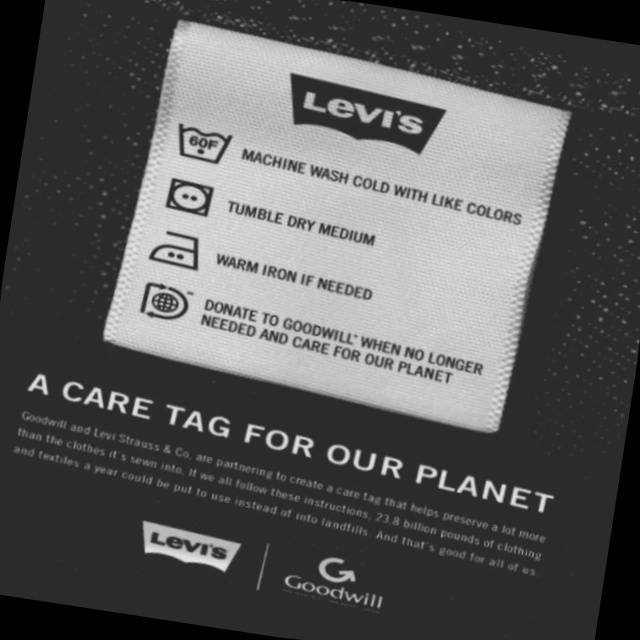 Levi's
60F
MACHINE WASH COLD WITH LIKE COLORS
TUMBLE DRY MEDIUM
WARM IRON IF NEEDED
DONATE TO GOODWILL® WHEN NO LONGER
NEEDED AND CARE FOR OUR PLANET
A CARE TAG FOR OUR PLANET
Goodwill and Levi Strauss & Co. are partnering to create a care tag that helps preserve a lot more
than the clothes it's sewn into. If we all follow these instructions, 23.8 billion pounds of clothing
and textiles a year could be put to use instead of into landfills. And that's good for all of us.
Levi's
Goodwill